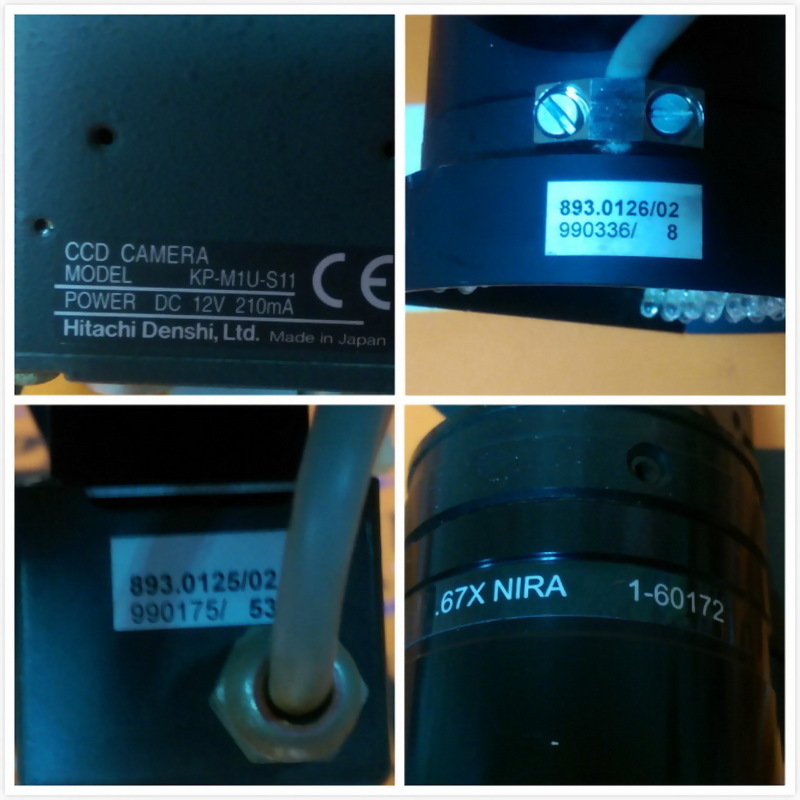 CCD CAMERA
MODEL KP-M1U-S11
POWER DC 12V 210mA
CE
Hitachi Denshi, Ltd. Made in Japan
893.0126/02
990336/ 8
893.0125/02
990175/ 53
.67X NIRA 1-60172